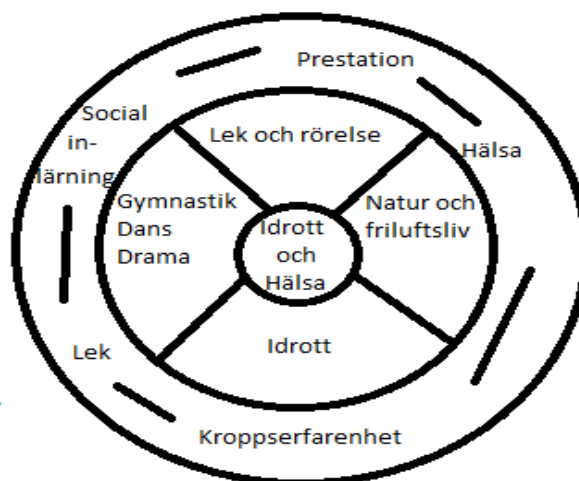 Prestation
Social
in-
lärning
Hälsa
Lek och rörelse
Gymnastik
Dans
Drama
Natur och
friluftsliv
Idrott
och
Hälsa
Idrott
Lek
Kroppserfarenhet